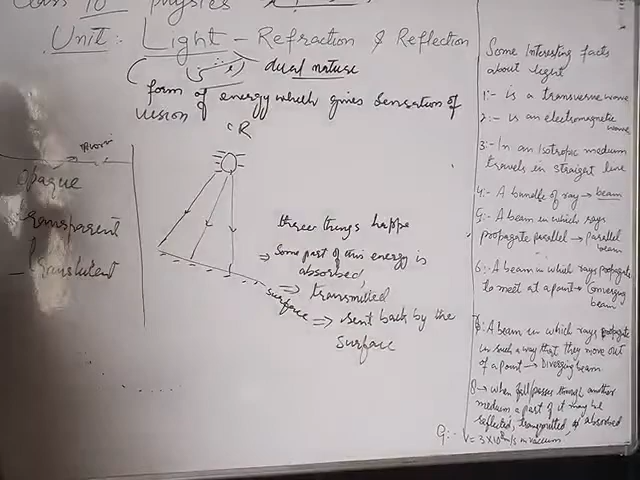 Class 10 Physics
Unit:- Light - Refraction & Reflection
dual nature
form of energy which gives sensation of
vision
opaque
transparent
Translucent
three things happe
⇒ Some part of this energy is
absorbed,
⇒ transmitted
surface ⇒ sent back by the
surface
Some Interesting facts
about light
1:- is a transverse wave
2:- is an electromagnetic
wave
3:- In an isotropic medium
travels in straight line
4:- A bundle of ray → beam
5:- A beam in which rays
propagate parallel → parallel
beam
6:- A beam in which rays propagate
to meet at a point → Converging
beam
7:- A beam in which rays propagate
in such a way that they move out
of a point → Diverging beam
8 → when fall/passes through another
medium a part of it may be
reflected, transmitted, or absorbed
9:- V = 3 X 10⁸ m/s in vacuum